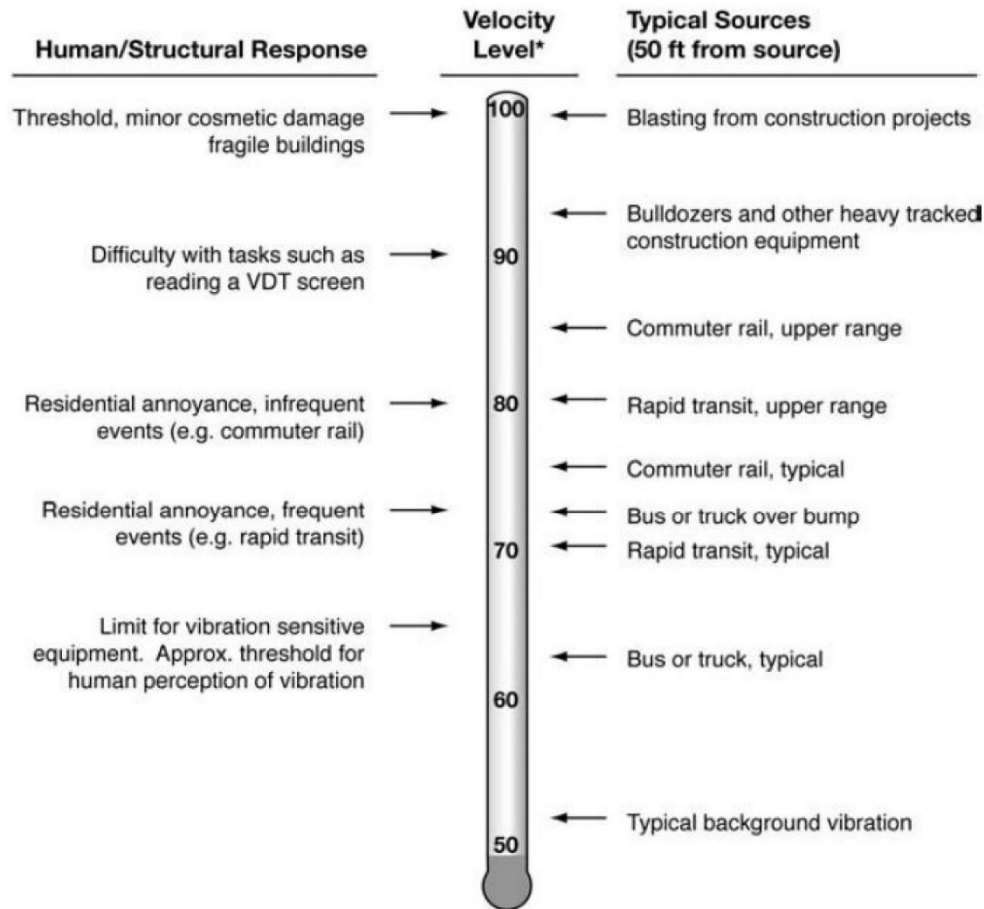 Human/Structural Response
Velocity
Level*
Typical Sources
(50 ft from source)
Threshold, minor cosmetic damage
fragile buildings
100
Blasting from construction projects
Bulldozers and other heavy tracked
construction equipment
Difficulty with tasks such as
reading a VDT screen
90
Commuter rail, upper range
Residential annoyance, infrequent
events (e.g. commuter rail)
80
Rapid transit, upper range
Commuter rail, typical
Residential annoyance, frequent
events (e.g. rapid transit)
Bus or truck over bump
70
Rapid transit, typical
Limit for vibration sensitive
equipment. Approx. threshold for
human perception of vibration
Bus or truck, typical
60
Typical background vibration
50